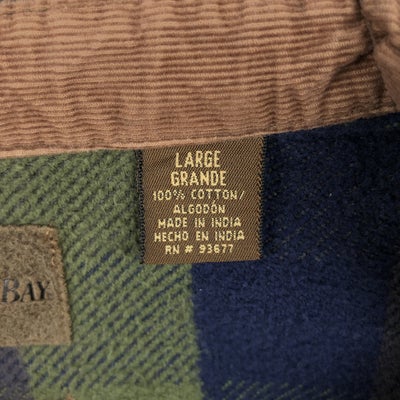 LARGE
GRANDE
100% COTTON/
ALGODÓN
MADE IN INDIA
HECHO EN INDIA
RN # 93677
BAY